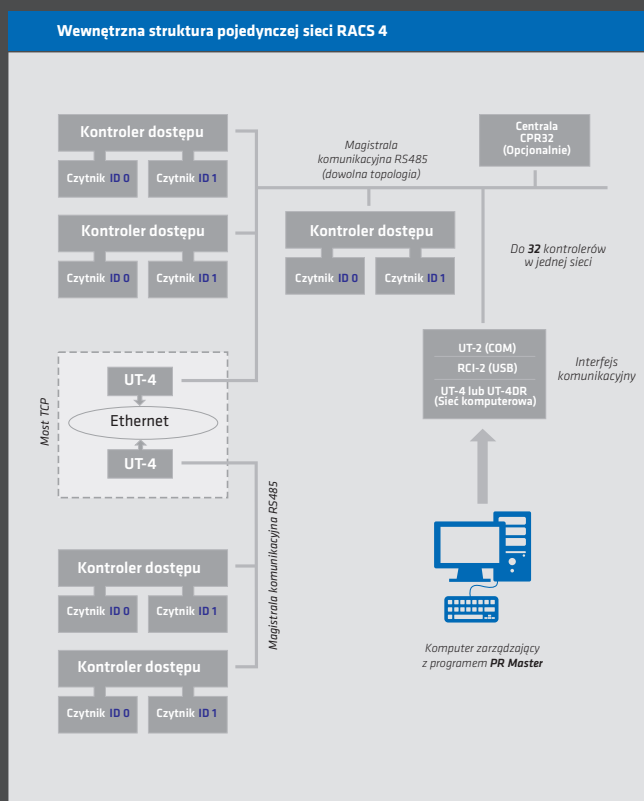 Wewnętrzna struktura pojedynczej sieci RACS 4
Kontroler dostępu
Czytnik ID 0
Czytnik ID 1
Magistrala
komunikacyjna RS485
(dowolna topologia)
Centrala
CPR32
(Opcjonalnie)
Kontroler dostępu
Czytnik ID 0
Czytnik ID 1
Kontroler dostępu
Czytnik ID 0
Czytnik ID 1
Do 32 kontrolerów
w jednej sieci
Most TCP
UT-4
Ethernet
UT-4
UT-2 (COM)
RCI-2 (USB)
UT-4 lub UT-4DR
(Sieć komputerowa)
Interfejs
komunikacyjny
Magistrala komunikacyjna RS485
Kontroler dostępu
Czytnik ID 0
Czytnik ID 1
Kontroler dostępu
Czytnik ID 0
Czytnik ID 1
Komputer zarządzający
z programem PR Master